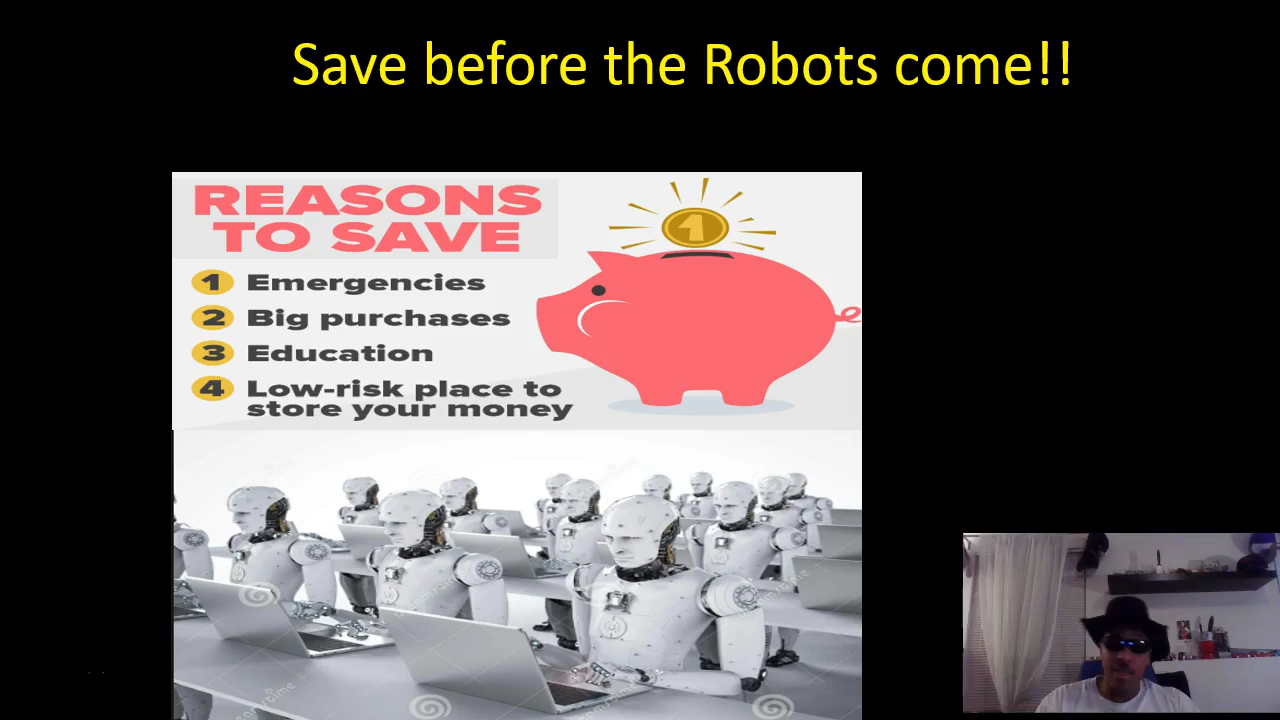 Save before the Robots come!!
REASONS
TO SAVE
1 Emergencies
2 Big purchases
3 Education
4 Low-risk place to
store your money
1